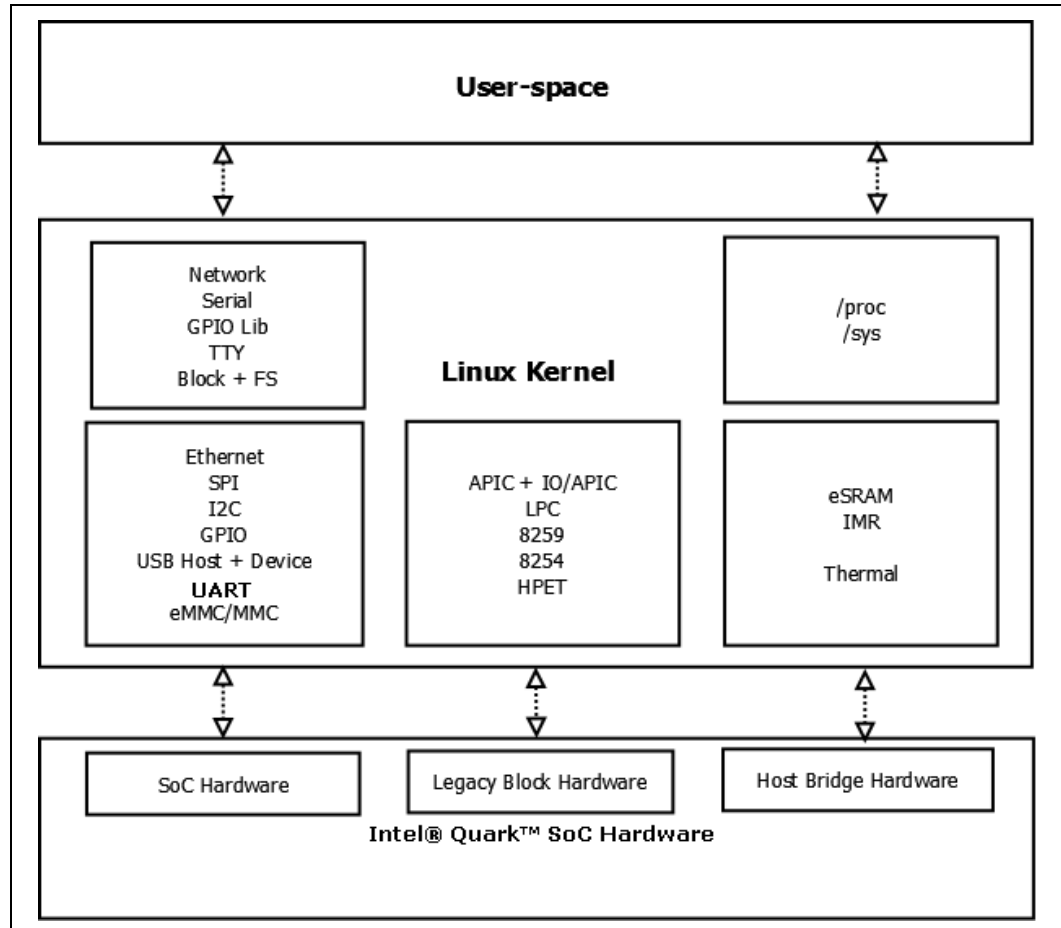 User-space
Network
Serial
GPIO Lib
TTY
Block + FS
/proc
/sys
Linux Kernel
Ethernet
SPI
I2C
GPIO
USB Host + Device
UART
eMMC/MMC
APIC + IO/APIC
LPC
8259
8254
HPET
eSRAM
IMR
Thermal
SoC Hardware
Legacy Block Hardware
Host Bridge Hardware
Intel® Quark™ SoC Hardware